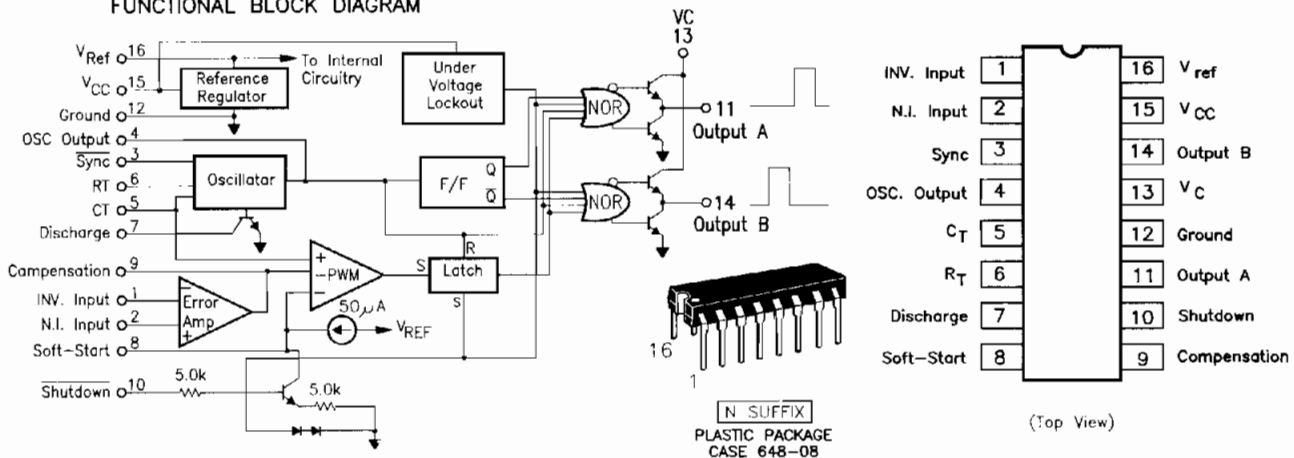 FUNCTIONAL BLOCK DIAGRAM
VRef 16
To Internal
Circuitry
VCC 15
Reference
Regulator
Ground 12
OSC Output 4
Sync 3
RT 6
CT 5
Discharge 7
Oscillator
Under
Voltage
Lockout
F/F
Q
Q
NOR
NOR
VC
13
11
Output A
14
Output B
Compensation 9
INV. Input 1
N.I. Input 2
Soft-Start 8
Shutdown 10
5.0k
5.0k
−
Error
Amp
+
+
−PWM
−
50μA
VREF
S
R
Latch
S
16
1
N SUFFIX
PLASTIC PACKAGE
CASE 648-08
INV. Input 1
16 Vref
N.I. Input 2
15 VCC
Sync 3
14 Output B
OSC. Output 4
13 VC
CT 5
12 Ground
RT 6
11 Output A
Discharge 7
10 Shutdown
Soft-Start 8
9 Compensation
(Top View)